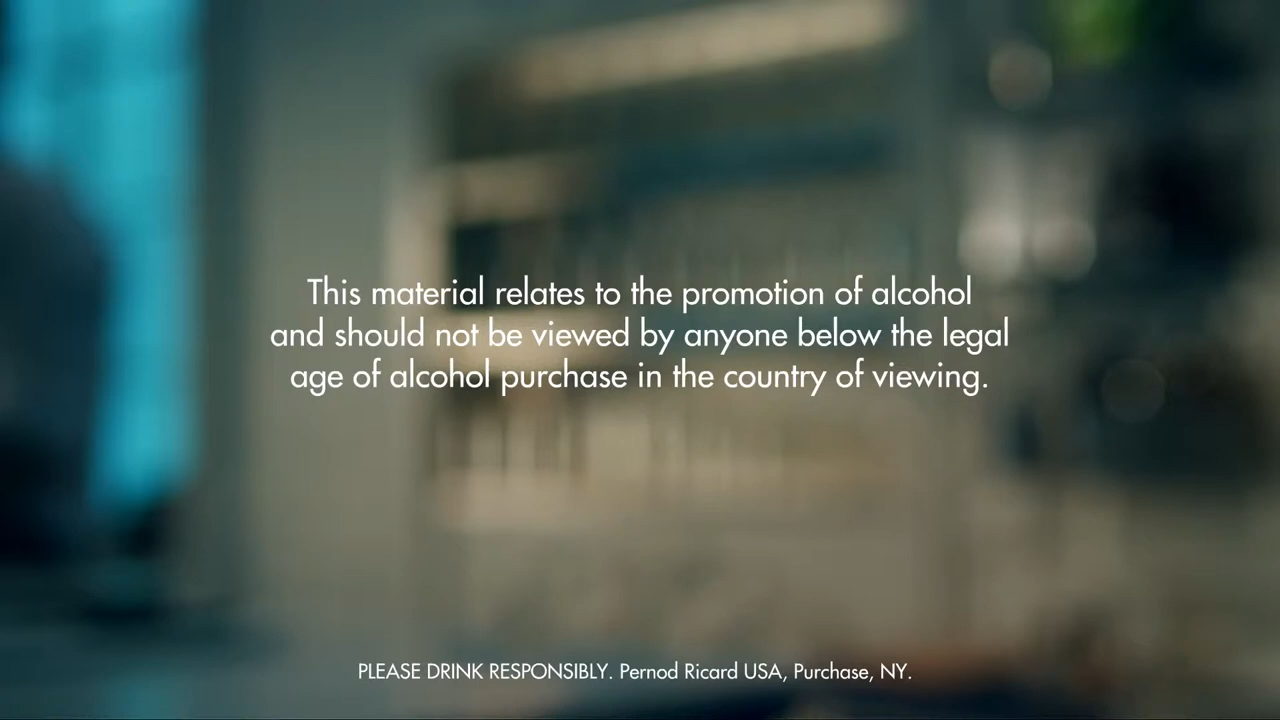 This material relates to the promotion of alcohol
and should not be viewed by anyone below the legal
age of alcohol purchase in the country of viewing.
PLEASE DRINK RESPONSIBLY. Pernod Ricard USA, Purchase, NY.